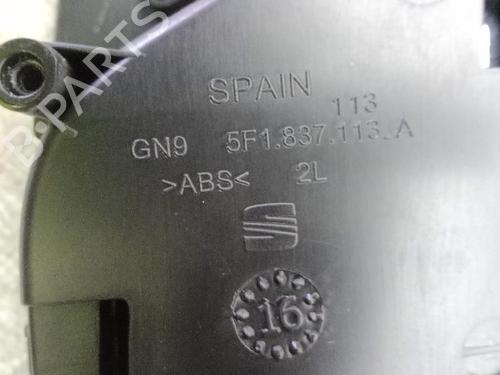 B-PARTS
SPAIN
113
GN9 5F1.837.113.A
>ABS< 2L
16